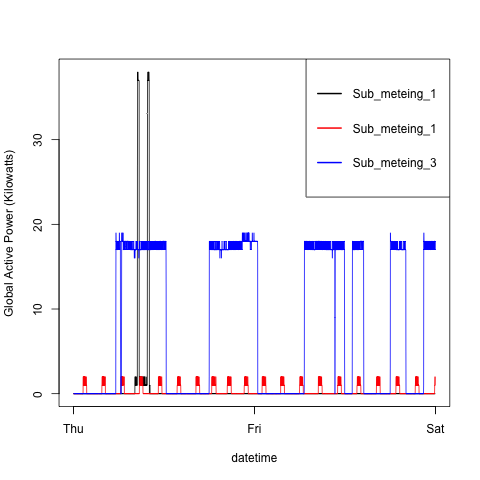 Sub_meteing_1
Sub_meteing_1
Sub_meteing_3
Global Active Power (Kilowatts)
30
20
10
0
Thu
Fri
Sat
datetime